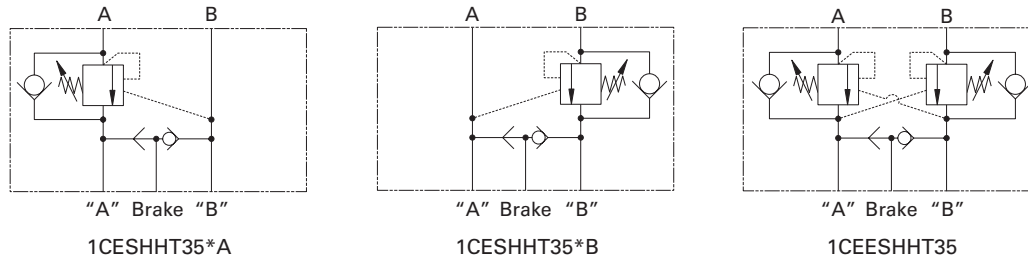 A B A B A B
"A" Brake "B" "A" Brake "B" "A" Brake "B"
1CESHHT35*A 1CESHHT35*B 1CEESHHT35